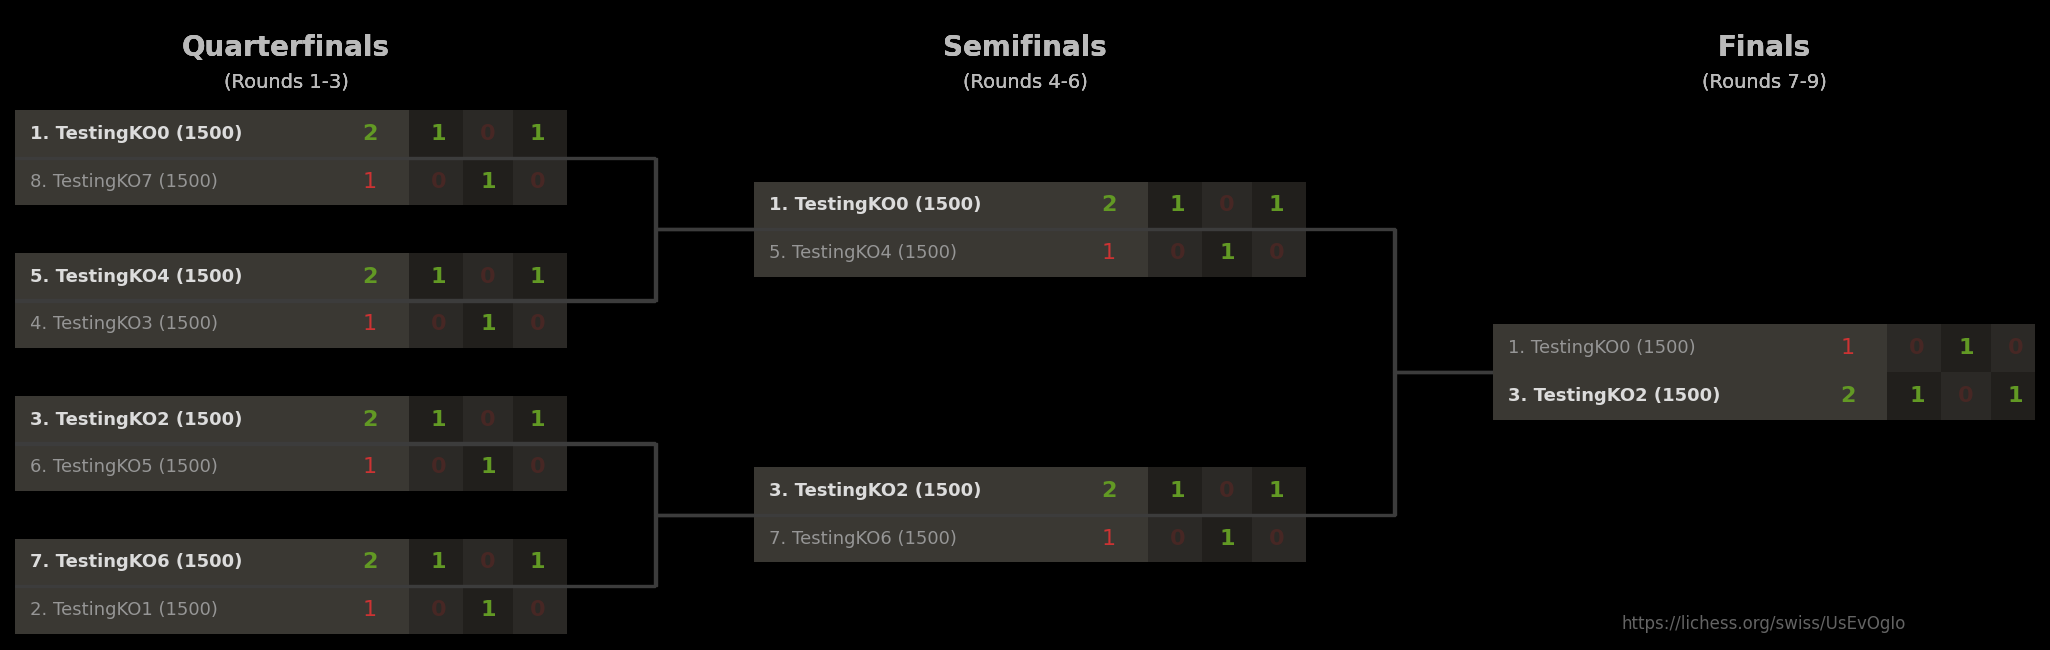 Quarterfinals
(Rounds 1-3)
1. TestingKO0 (1500) 2 1 0 1
8. TestingKO7 (1500) 1 0 1 0
5. TestingKO4 (1500) 2 1 0 1
4. TestingKO3 (1500) 1 0 1 0
3. TestingKO2 (1500) 2 1 0 1
6. TestingKO5 (1500) 1 0 1 0
7. TestingKO6 (1500) 2 1 0 1
2. TestingKO1 (1500) 1 0 1 0
Semifinals
(Rounds 4-6)
1. TestingKO0 (1500) 2 1 0 1
5. TestingKO4 (1500) 1 0 1 0
3. TestingKO2 (1500) 2 1 0 1
7. TestingKO6 (1500) 1 0 1 0
Finals
(Rounds 7-9)
1. TestingKO0 (1500) 1 0 1 0
3. TestingKO2 (1500) 2 1 0 1
https://lichess.org/swiss/UsEvOgIo